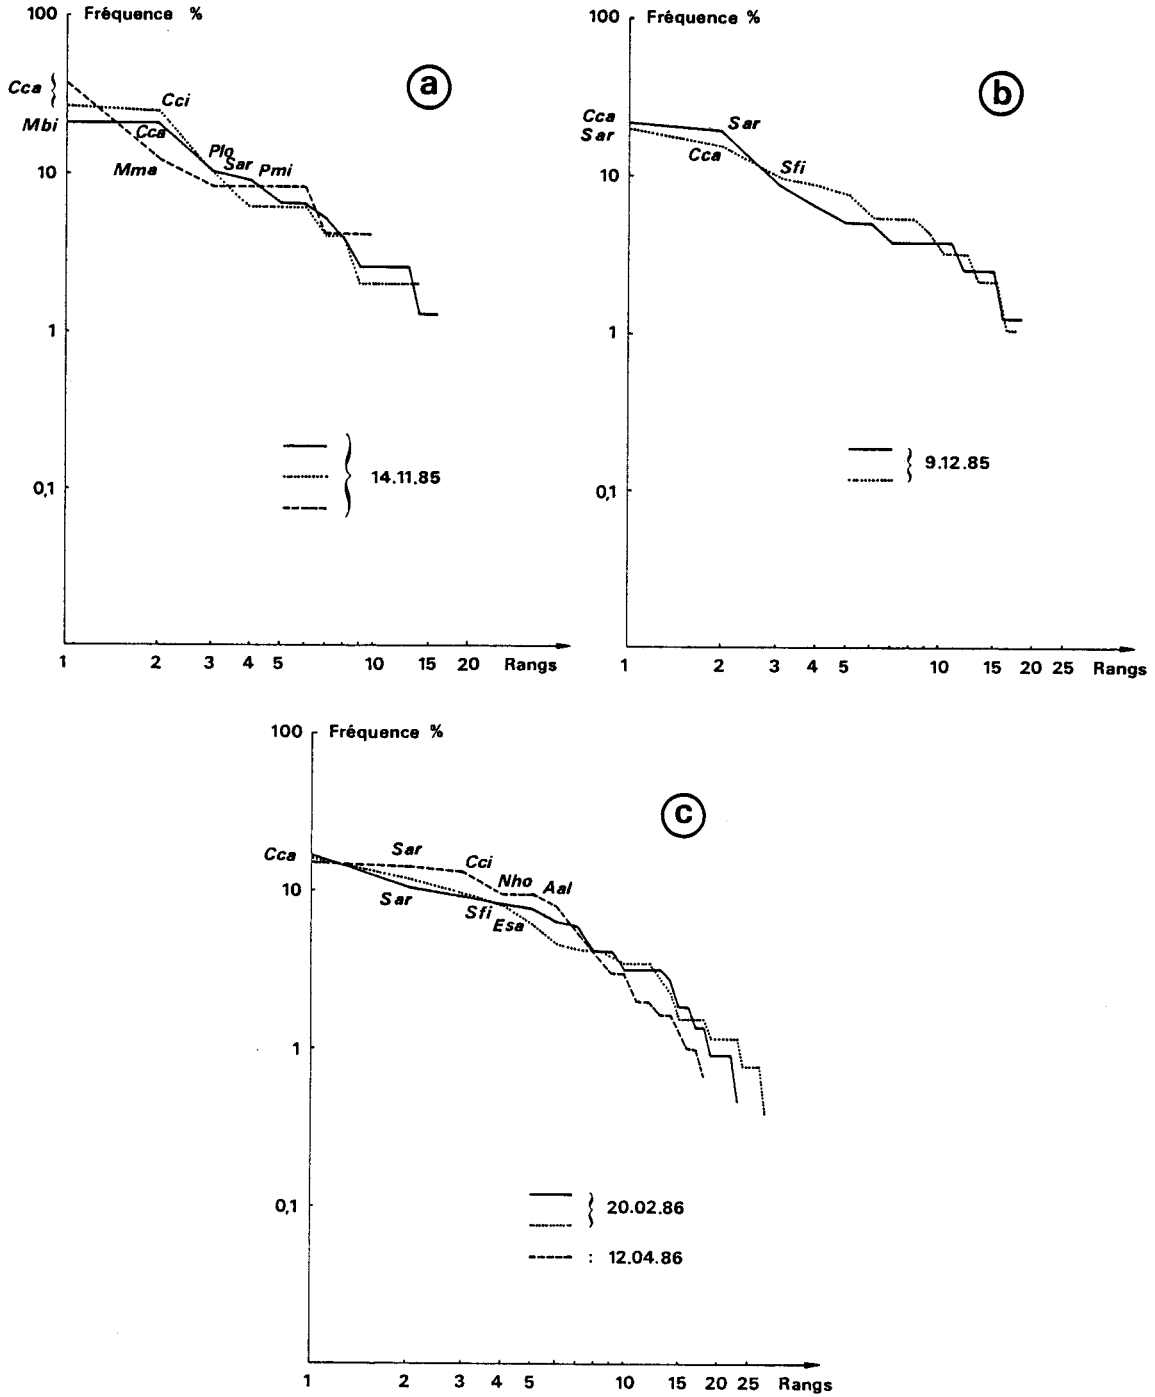 100 Fréquence %
a
Cca
Cci
Mbi
Cca
Plo
Sar
Pmi
Mma
10
1
14.11.85
0,1
1 2 3 4 5 10 15 20 Rangs
100 Fréquence %
b
Cca
Sar
Sar
Cca
Sfi
10
1
9.12.85
0,1
1 2 3 4 5 10 15 20 25 Rangs
100 Fréquence %
c
Cca
Sar
Cci
Nho
Aal
10
Sar
Sfi
Esa
1
0,1
20.02.86
: 12.04.86
1 2 3 4 5 10 15 20 25 Rangs